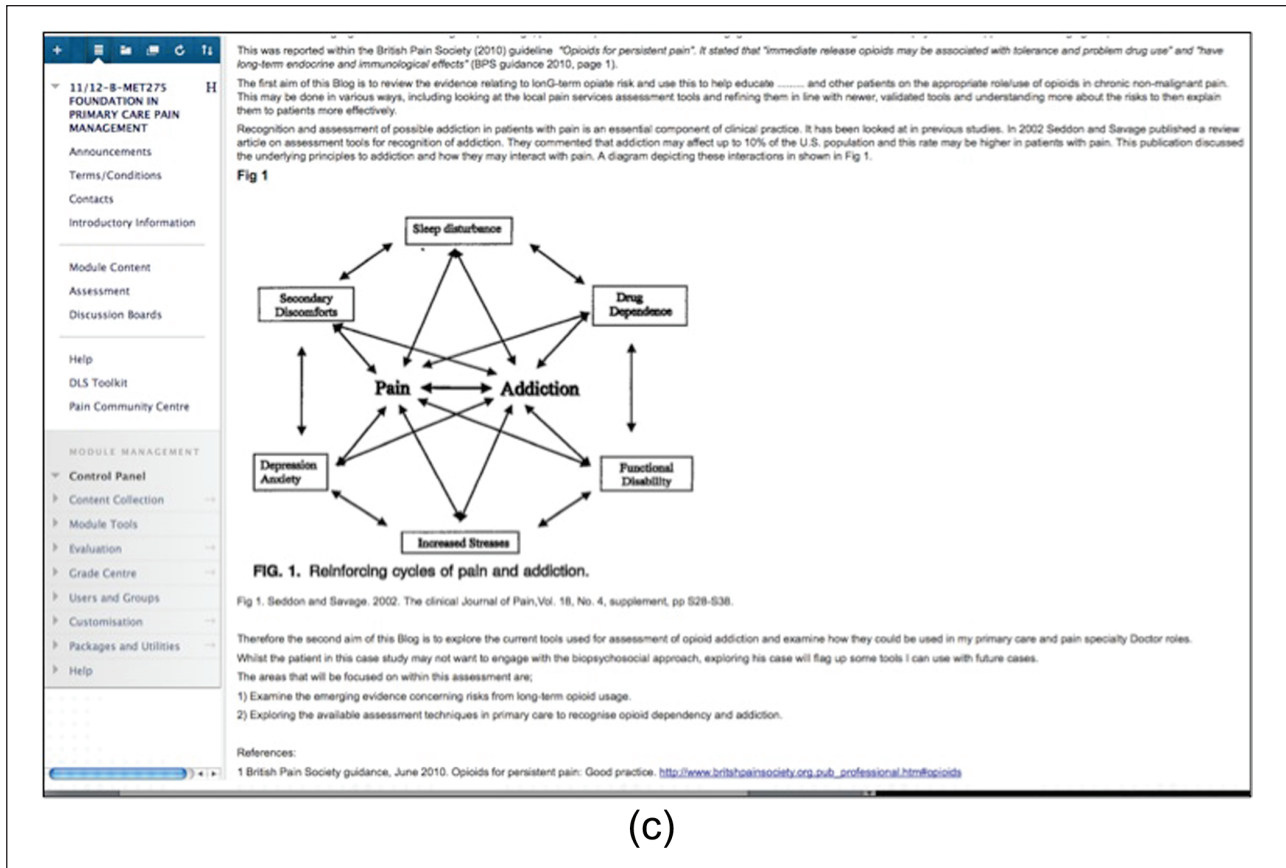 11/12-B-MET275
FOUNDATION IN
PRIMARY CARE PAIN
MANAGEMENT
H
Announcements
Terms/Conditions
Contacts
Introductory Information
Module Content
Assessment
Discussion Boards
Help
DLS Toolkit
Pain Community Centre
MODULE MANAGEMENT
Control Panel
Content Collection
Module Tools
Evaluation
Grade Centre
Users and Groups
Customisation
Packages and Utilities
Help
This was reported within the British Pain Society (2010) guideline "Opioids for persistent pain". It stated that "immediate release opioids may be associated with tolerance and problem drug use" and "have
long-term endocrine and immunological effects" (BPS guidance 2010, page 1).
The first aim of this Blog is to review the evidence relating to lonG-term opiate risk and use this to help educate ......... and other patients on the appropriate role/use of opioids in chronic non-malignant pain.
This may be done in various ways, including looking at the local pain services assessment tools and refining them in line with newer, validated tools and understanding more about the risks to then explain
them to patients more effectively.
Recognition and assessment of possible addiction in patients with pain is an essential component of clinical practice. It has been looked at in previous studies. In 2002 Seddon and Savage published a review
article on assessment tools for recognition of addiction. They commented that addiction may affect up to 10% of the U.S. population and this rate may be higher in patients with pain. This publication discussed
the underlying principles to addiction and how they may interact with pain. A diagram depicting these interactions in shown in Fig 1.
Fig 1
Sleep disturbance
Secondary
Discomforts
Drug
Dependence
Pain
Addiction
Depression
Anxiety
Functional
Disability
Increased Stresses
FIG. 1. Reinforcing cycles of pain and addiction.
Fig 1. Seddon and Savage. 2002. The clinical Journal of Pain,Vol. 18, No. 4, supplement, pp S28-S38.
Therefore the second aim of this Blog is to explore the current tools used for assessment of opioid addiction and examine how they could be used in my primary care and pain specialty Doctor roles.
Whilst the patient in this case study may not want to engage with the biopsychosocial approach, exploring his case will flag up some tools I can use with future cases.
The areas that will be focused on within this assessment are;
1) Examine the emerging evidence concerning risks from long-term opioid usage.
2) Exploring the available assessment techniques in primary care to recognise opioid dependency and addiction.
References:
1 British Pain Society guidance, June 2010. Opioids for persistent pain: Good practice. http://www.britshpainsociety.org.pub_professional.htm#opioids
(c)